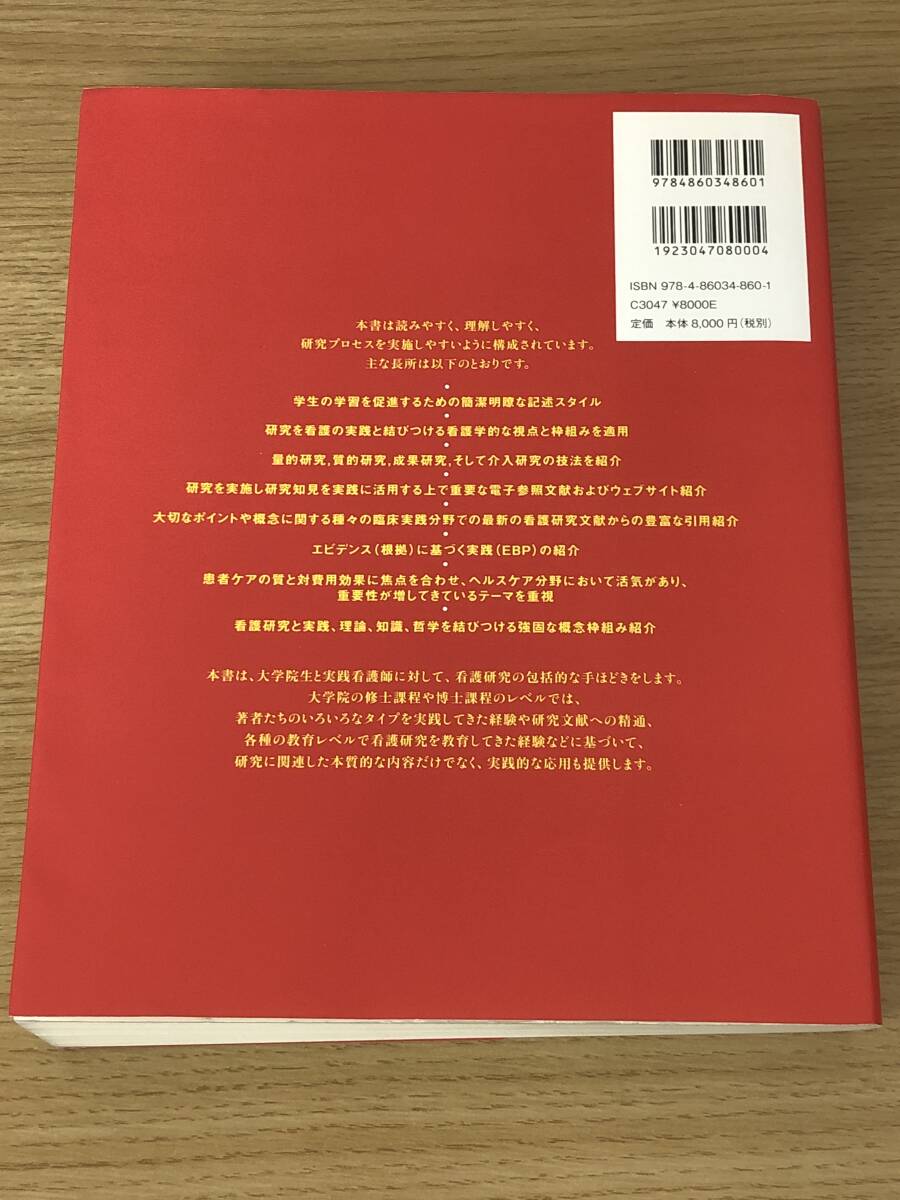 9784860348601
1923047080004
ISBN 978-4-86034-860-1
C3047 ¥8000E
定価 本体 8,000円(税別)
本書は読みやすく、理解しやすく、
研究プロセスを実施しやすいように構成されています。
主な長所は以下のとおりです。
学生の学習を促進するための簡潔明瞭な記述スタイル
研究を看護の実践と結びつける看護学的な視点と枠組みを適用
量的研究,質的研究,成果研究,そして介入研究の技法を紹介
研究を実施し研究知見を実践に活用する上で重要な電子参照文献およびウェブサイト紹介
大切なポイントや概念に関する種々の臨床実践分野での最新の看護研究文献からの豊富な引用紹介
エビデンス(根拠)に基づく実践(EBP)の紹介
患者ケアの質と対費用効果に焦点を合わせ、ヘルスケア分野において活気があり、
重要性が増してきているテーマを重視
看護研究と実践、理論、知識、哲学を結びつける強固な概念枠組み紹介
本書は、大学院生と実践看護師に対して、看護研究の包括的な手ほどきをします。
大学院の修士課程や博士課程のレベルでは、
著者たちのいろいろなタイプを実践してきた経験や研究文献への精通、
各種の教育レベルで看護研究を教育してきた経験などに基づいて、
研究に関連した本質的な内容だけでなく、実践的な応用も提供します。